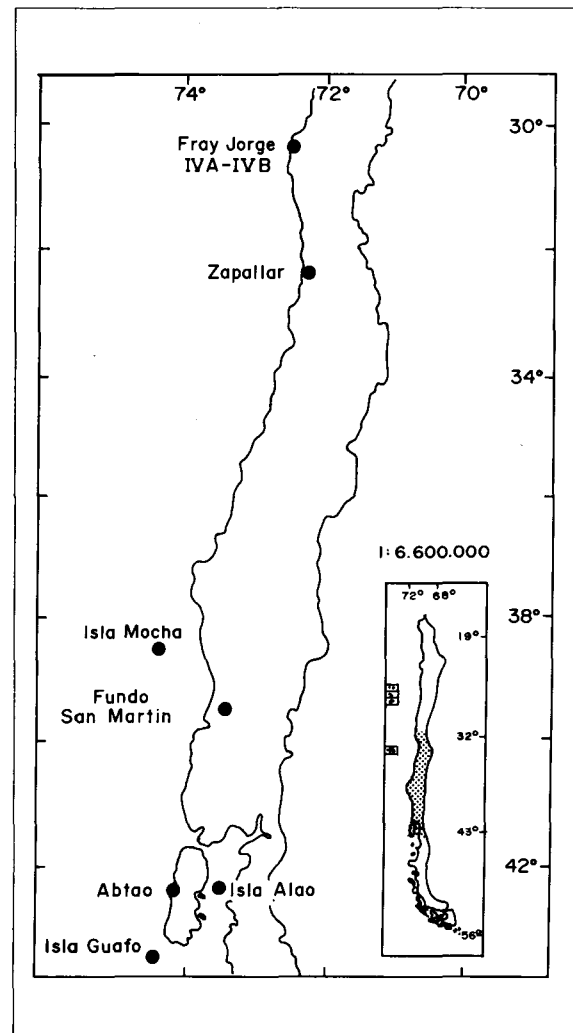 74° 72° 70°
30°
Fray Jorge
IVA-IVB
Zapallar
34°
1:6.600.000
72° 68°
19°
Isla Mocha
38°
Fundo
San Martin
32°
43°
42°
Abtao
Isla Alao
56°
Isla Guafo